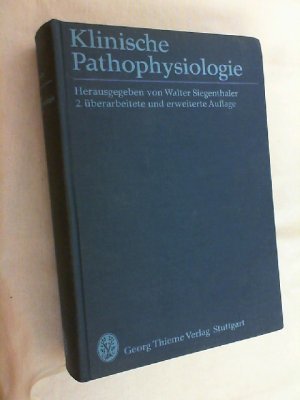 Klinische
Pathophysiologie
Herausgegeben von Walter Siegenthaler
2. überarbeitete und erweiterte Auflage
Georg Thieme Verlag Stuttgart